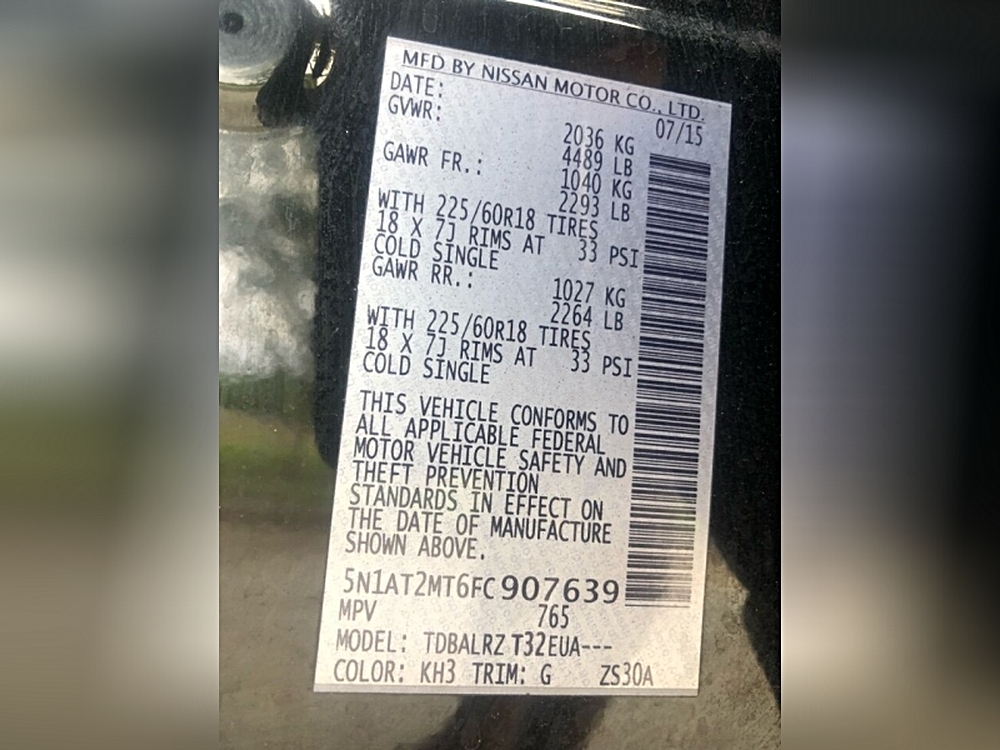 MFD BY NISSAN MOTOR CO., LTD.
DATE: 07/15
GVWR: 2036 KG
4489 LB
GAWR FR.: 1040 KG
2293 LB
WITH 225/60R18 TIRES
18 X 7J RIMS AT 33 PSI
COLD SINGLE
GAWR RR.: 1027 KG
2264 LB
WITH 225/60R18 TIRES
18 X 7J RIMS AT 33 PSI
COLD SINGLE
THIS VEHICLE CONFORMS TO
ALL APPLICABLE FEDERAL
MOTOR VEHICLE SAFETY AND
THEFT PREVENTION
STANDARDS IN EFFECT ON
THE DATE OF MANUFACTURE
SHOWN ABOVE.
5N1AT2MT6FC907639
MPV 765
MODEL: TDBALRZ T32EUA---
COLOR: KH3 TRIM: G ZS30A